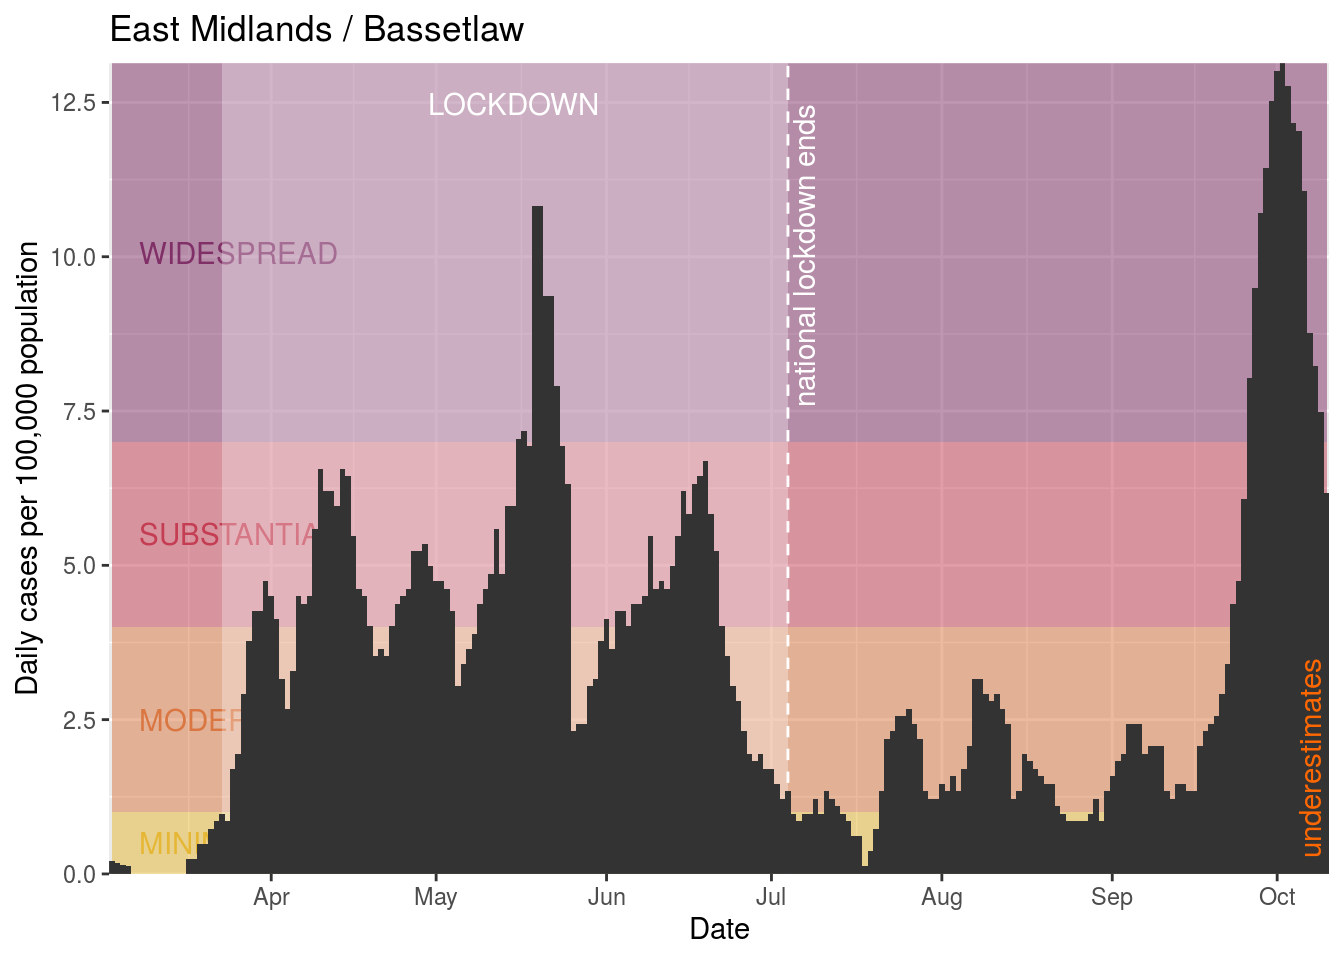 East Midlands / Bassetlaw
Daily cases per 100,000 population
12.5
10.0
7.5
5.0
2.5
0.0
LOCKDOWN
WIDESPREAD
SUBSTANTIA
MODER
MINI
national lockdown ends
underestimates
Apr
May
Jun
Jul
Aug
Sep
Oct
Date